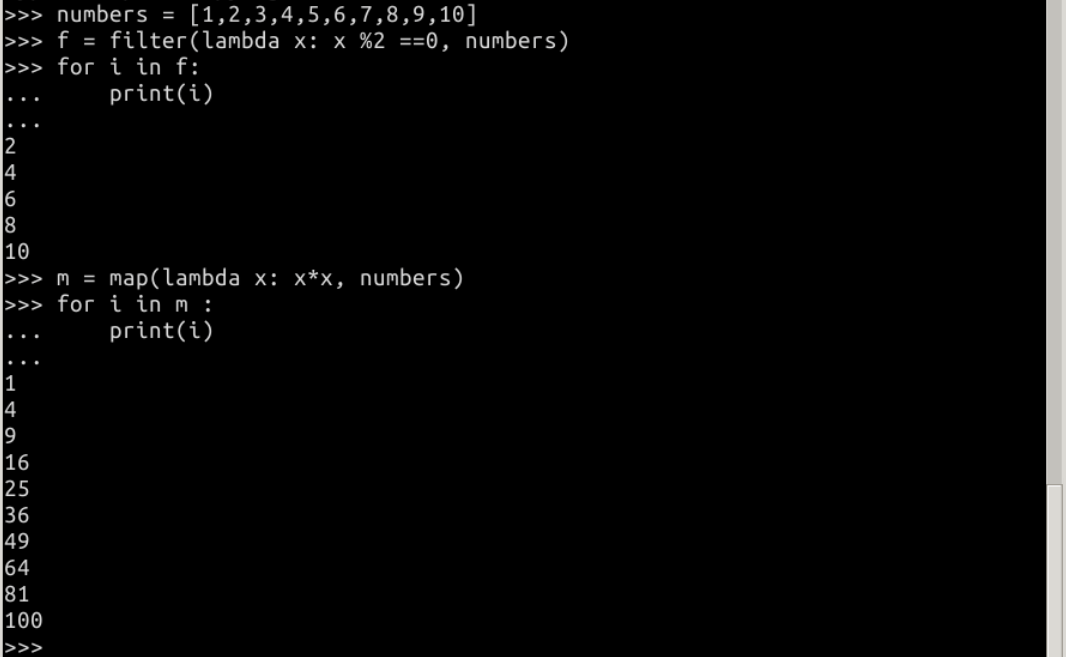 >>> numbers = [1,2,3,4,5,6,7,8,9,10]
>>> f = filter(lambda x: x %2 ==0, numbers)
>>> for i in f:
...     print(i)
...
2
4
6
8
10
>>> m = map(lambda x: x*x, numbers)
>>> for i in m :
...     print(i)
...
1
4
9
16
25
36
49
64
81
100
>>>